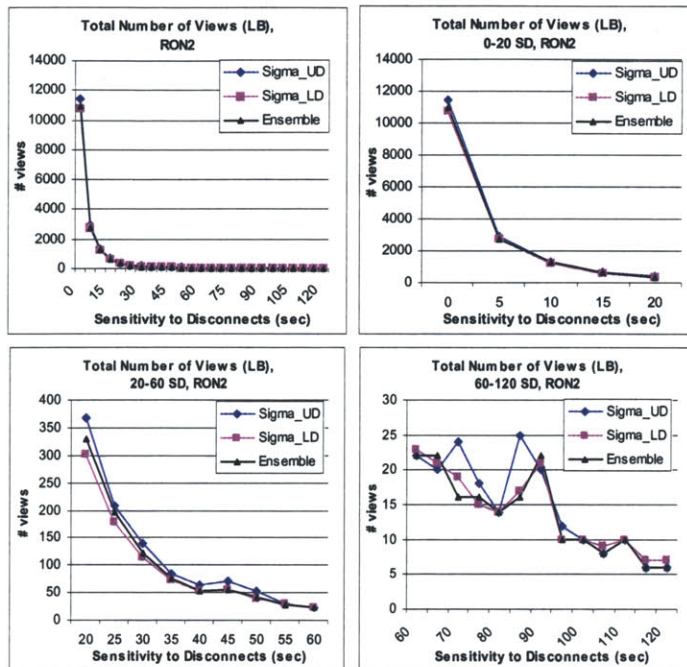 Total Number of Views (LB),
RON2
14000
12000
10000
8000
6000
4000
2000
0
# views
Sigma_UD
Sigma_LD
Ensemble
0
15
30
45
60
75
90
105
120
Sensitivity to Disconnects (sec)
Total Number of Views (LB),
0-20 SD, RON2
14000
12000
10000
8000
6000
4000
2000
0
# views
Sigma_UD
Sigma_LD
Ensemble
0 5 10 15 20
Sensitivity to Disconnects (sec)
Total Number of Views (LB),
20-60 SD, RON2
400
350
300
250
200
150
100
50
0
# views
Sigma_UD
Sigma_LD
Ensemble
20 25 30 35 40 45 50 55 60
Sensitivity to Disconnects (sec)
Total Number of Views (LB),
60-120 SD, RON2
30
25
20
15
10
5
0
# views
Sigma_UD
Sigma_LD
Ensemble
60
70
80
90
100
110
120
Sensitivity to Disconnects (sec)